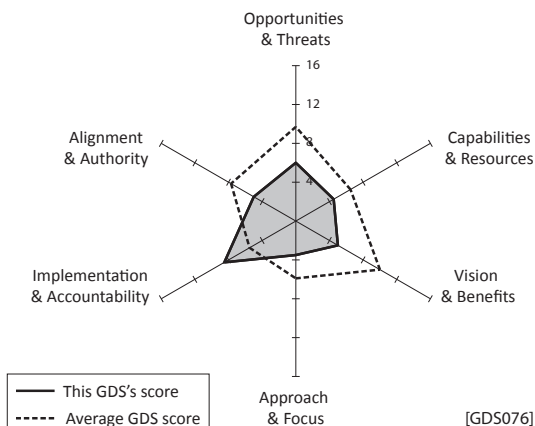 Opportunities
& Threats
16
12
8
4
Alignment
& Authority
Capabilities
& Resources
Implementation
& Accountability
Vision
& Benefits
This GDS's score
Average GDS score
Approach
& Focus
[GDS076]